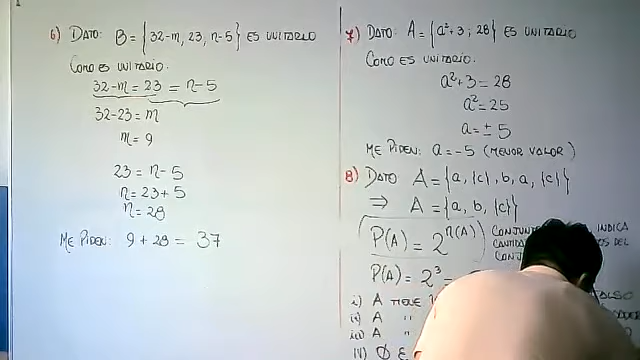 6) DATO: B = {32-m, 23, n-5} ES UNITARIO
COMO ES UNITARIO:
32-m = 23 = n-5
32-23 = m
m = 9
23 = n-5
n = 23+5
n = 28
ME PIDEN: 9 + 28 = 37
7) DATO: A = {a²+3; 28} ES UNITARIO
COMO ES UNITARIO:
a²+3 = 28
a² = 25
a = ± 5
ME PIDEN: a = -5 (MENOR VALOR)
8) DATO A = {a, {c}, b, a, {c}}
⇒ A = {a, b, {c}}
P(A) = 2^n(A)
INDICA
DEL
P(A) = 2³ =
i) A TIENE
ii) A "
iii) A "
iv) Ø ∈